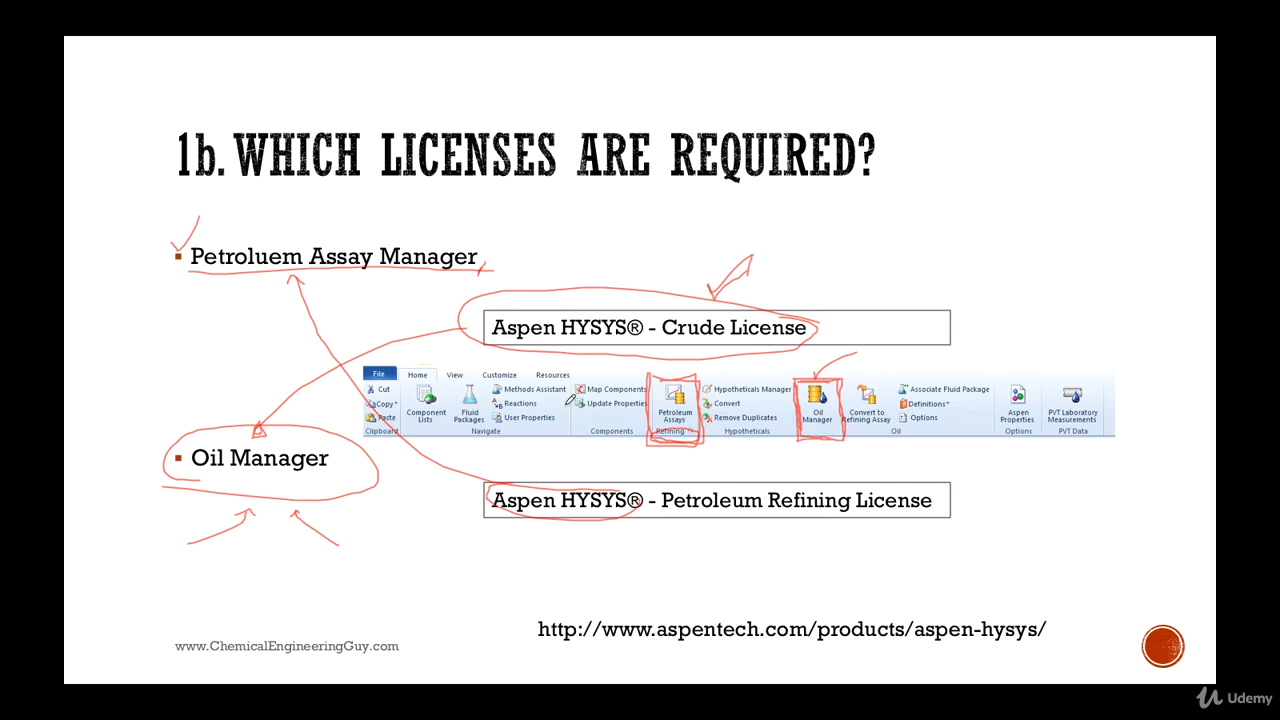 1b. WHICH LICENSES ARE REQUIRED?
▪ Petroluem Assay Manager
Aspen HYSYS® - Crude License
File Home View Customize Resources
Cut
Copy
Paste
Clipboard
Component Lists
Fluid Packages
Methods Assistant
Reactions
User Properties
Navigate
Map Components
Update Properties
Components
Petroleum Assays
Refining
Hypotheticals Manager
Convert
Remove Duplicates
Hypotheticals
Oil Manager
Convert to Refining Assay
Associate Fluid Package
Definitions
Options
Oil
Aspen Properties
Options
PVT Laboratory Measurements
PVT Data
▪ Oil Manager
Aspen HYSYS® - Petroleum Refining License
http://www.aspentech.com/products/aspen-hysys/
www.ChemicalEngineeringGuy.com
Udemy